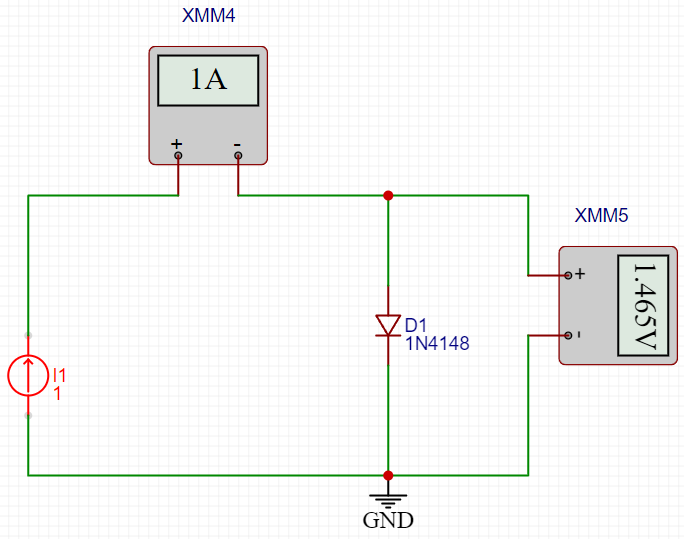 XMM4
1A
+ -
XMM5
+
1.465V
-
D1
1N4148
I1
1
GND